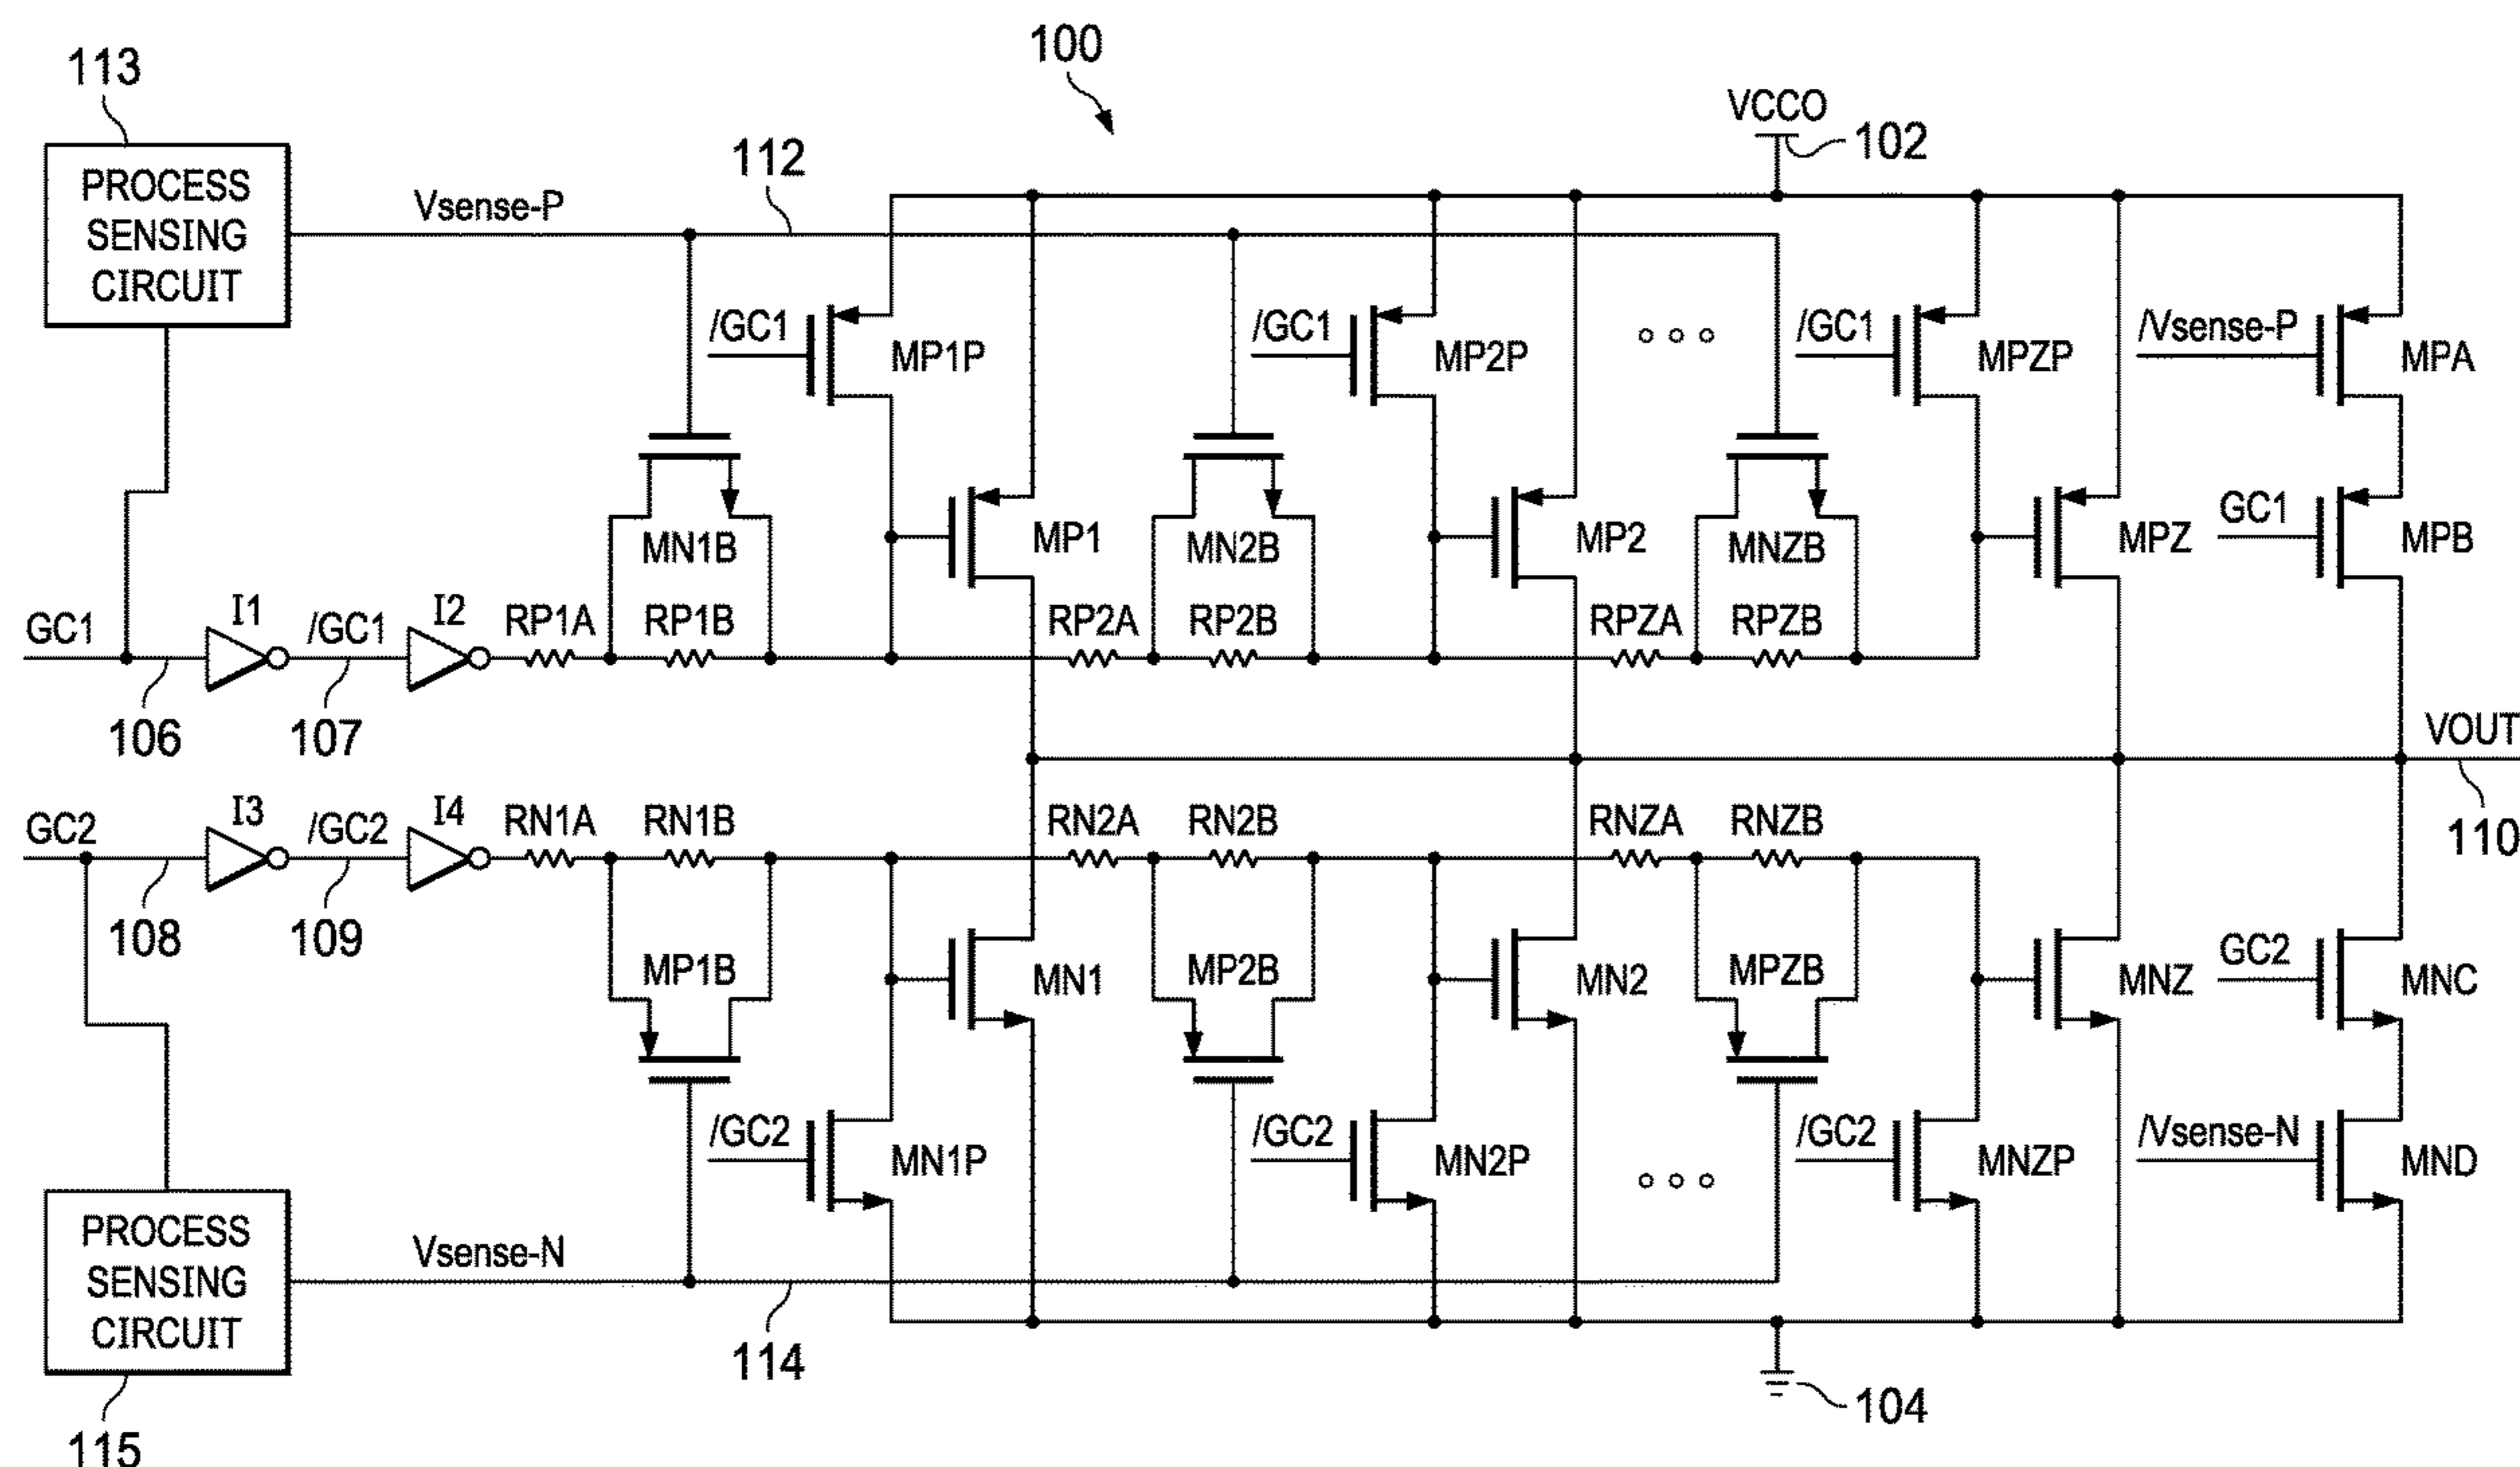 100
113
PROCESS
SENSING
CIRCUIT
Vsense-P
112
VCCO
102
/GC1
MP1P
/GC1
MP2P
/GC1
MPZP
/Vsense-P
MPA
MN1B
MP1
MN2B
MP2
MNZB
MPZ
GC1
MPB
GC1
I1
/GC1
I2
RP1A
RP1B
RP2A
RP2B
RPZA
RPZB
106
107
VOUT
110
GC2
I3
/GC2
I4
RN1A
RN1B
RN2A
RN2B
RNZA
RNZB
108
109
MP1B
MN1
MP2B
MN2
MPZB
MNZ
GC2
MNC
/GC2
MN1P
/GC2
MN2P
/GC2
MNZP
/Vsense-N
MND
PROCESS
SENSING
CIRCUIT
Vsense-N
114
104
115